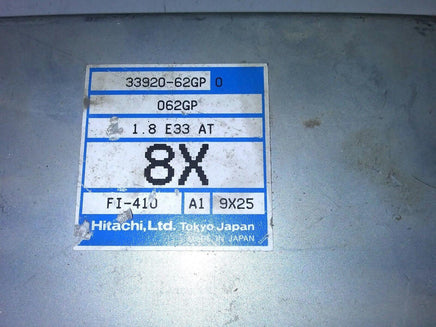 33920-62GP 0
062GP
1.8 E33 AT
8X
FI-410 A1 9X25
Hitachi, Ltd. Tokyo Japan
MADE IN JAPAN